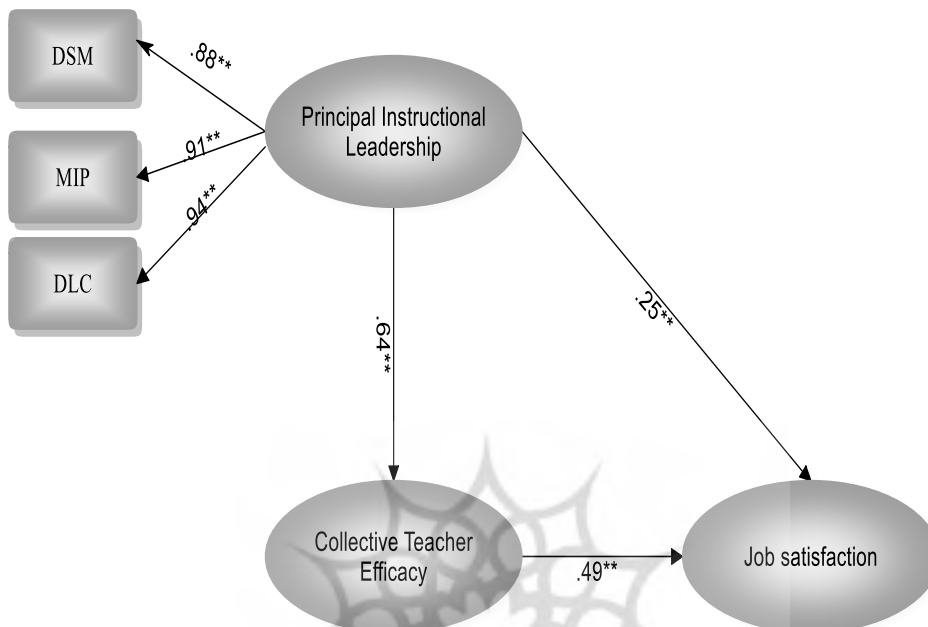 DSM
.88**
Principal Instructional
Leadership
MIP
.91**
.94**
DLC
.64**
.25**
Collective Teacher
Efficacy
.49**
Job satisfaction